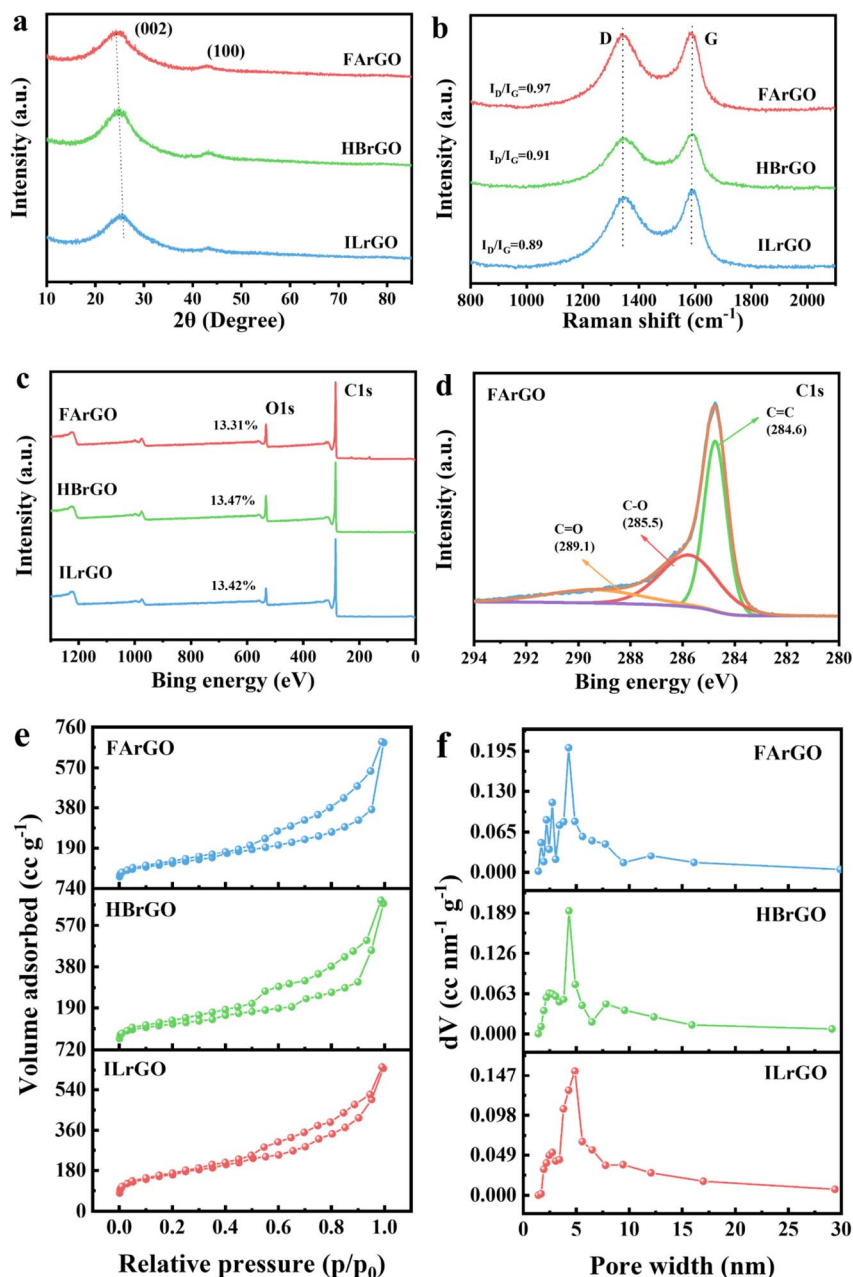 a
(002)
(100)
FArGO
HBrGO
ILrGO
Intensity (a.u.)
10 20 30 40 50 60 70 80
2θ (Degree)
b
D G
I_D/I_G=0.97
FArGO
I_D/I_G=0.91
HBrGO
I_D/I_G=0.89
ILrGO
Intensity (a.u.)
800 1000 1200 1400 1600 1800 2000
Raman shift (cm⁻¹)
c
C1s
O1s
FArGO
13.31%
HBrGO
13.47%
ILrGO
13.42%
Intensity (a.u.)
1200 1000 800 600 400 200 0
Bing energy (eV)
d
FArGO
C1s
C=C
(284.6)
C-O
(285.5)
C=O
(289.1)
Intensity (a.u.)
294 292 290 288 286 284 282 280
Bing energy (eV)
e
760
FArGO
570
380
190
740
HBrGO
570
380
190
720
ILrGO
540
360
180
0
Volume adsorbed (cc g⁻¹)
0.0 0.2 0.4 0.6 0.8 1.0
Relative pressure (p/p₀)
f
0.195
FArGO
0.130
0.065
0.000
0.189
HBrGO
0.126
0.063
0.000
0.147
ILrGO
0.098
0.049
0.000
dV (cc nm⁻¹ g⁻¹)
0 5 10 15 20 25 30
Pore width (nm)